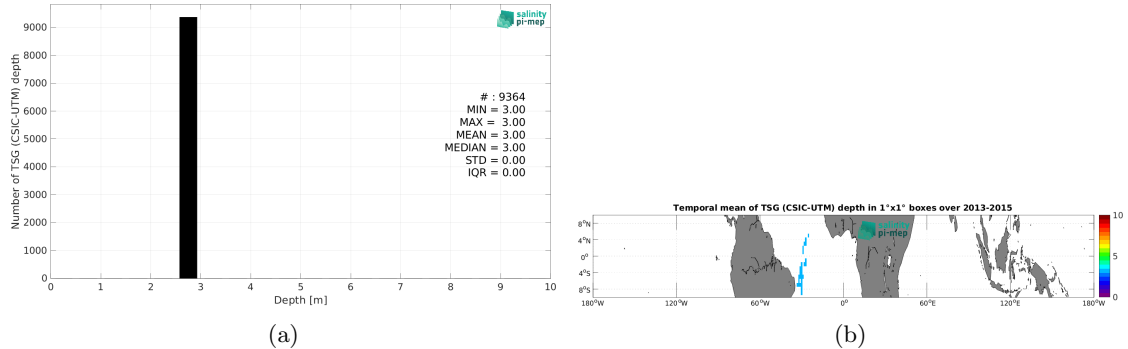 salinity
pi-mep
Number of TSG (CSIC-UTM) depth
9000
8000
7000
6000
5000
4000
3000
2000
1000
0
# : 9364
MIN = 3.00
MAX = 3.00
MEAN = 3.00
MEDIAN = 3.00
STD = 0.00
IQR = 0.00
0 1 2 3 4 5 6 7 8 9 10
Depth [m]
(a)
Temporal mean of TSG (CSIC-UTM) depth in 1°x1° boxes over 2013-2015
salinity
pi-mep
8°N
4°N
0°
4°S
8°S
180°W 120°W 60°W 0° 60°E 120°E 180°W
10
5
0
(b)